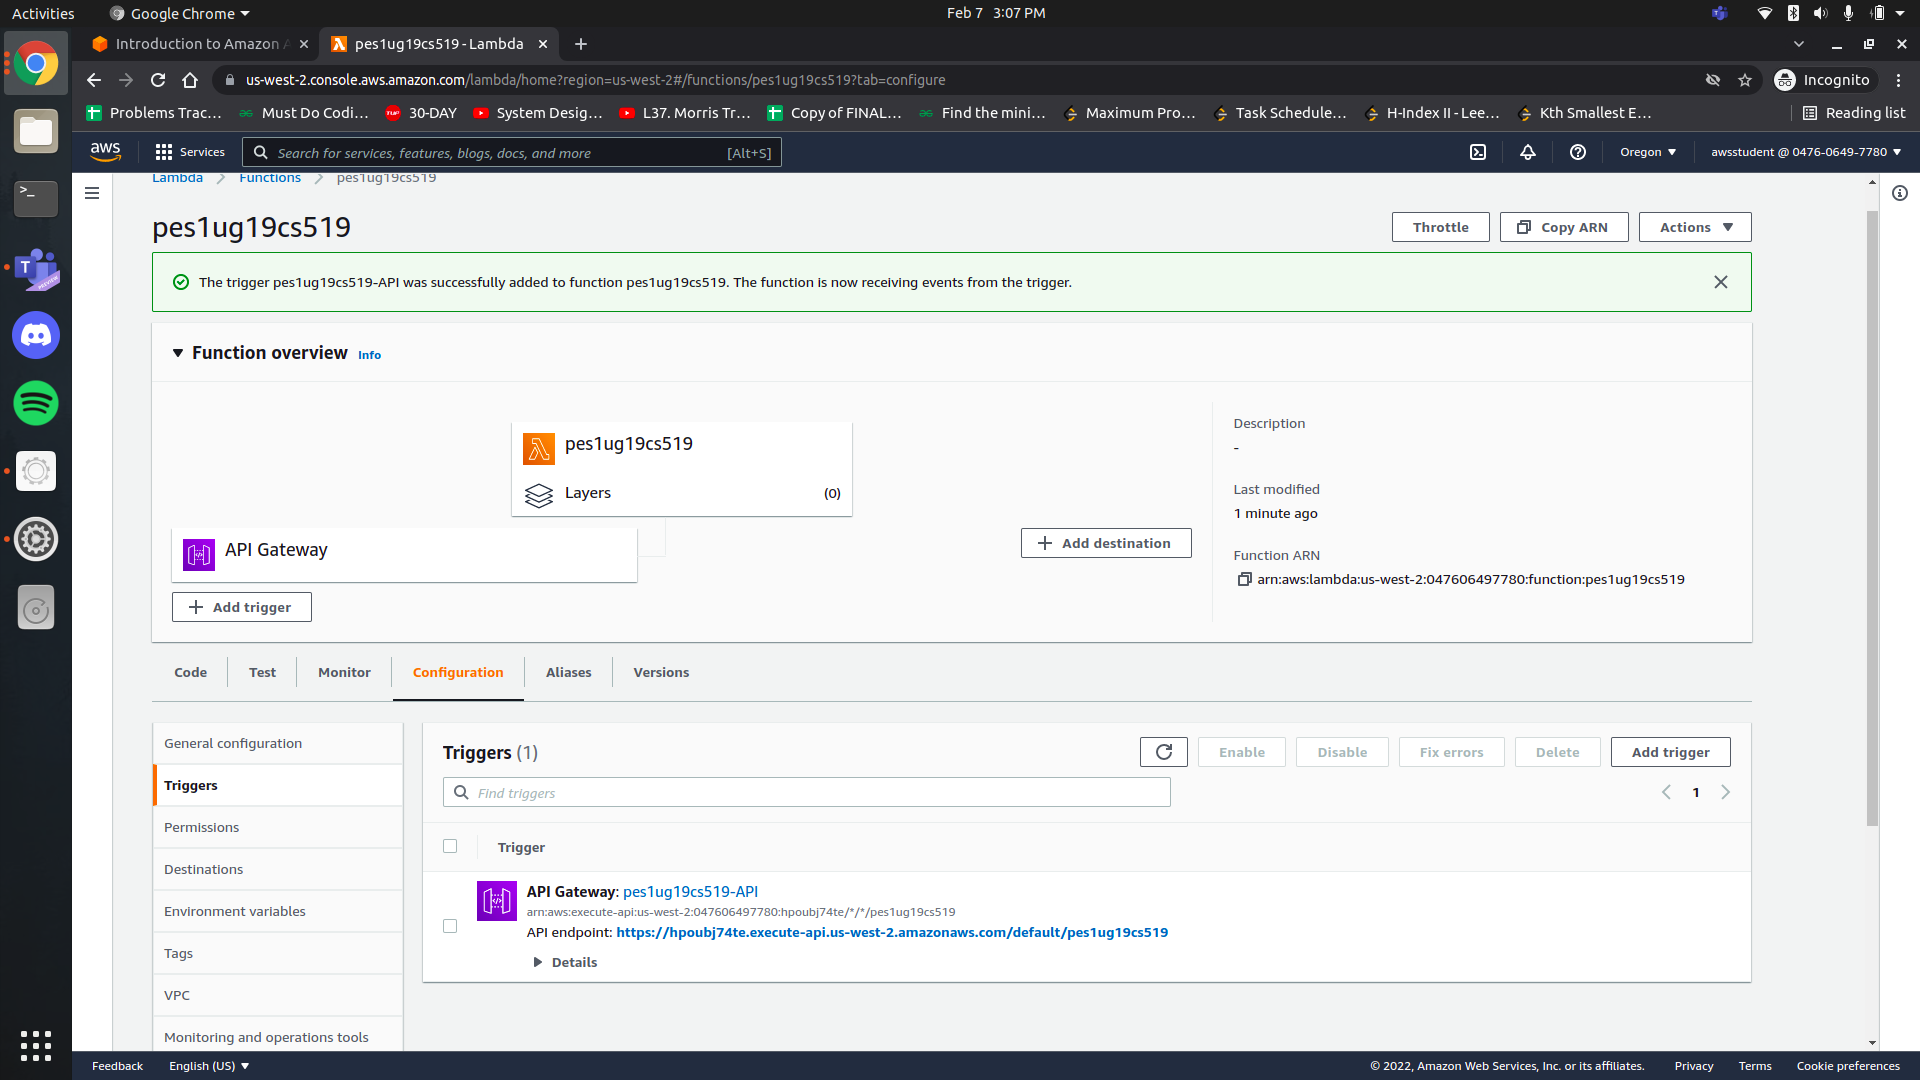 Activities
Google Chrome
Feb 7 3:07 PM
Introduction to Amazon A
pes1ug19cs519 - Lambda
us-west-2.console.aws.amazon.com/lambda/home?region=us-west-2#/functions/pes1ug19cs519?tab=configure
Incognito
Problems Trac...
Must Do Codi...
30-DAY
System Desig...
L37. Morris Tr...
Copy of FINAL...
Find the mini...
Maximum Pro...
Task Schedule...
H-Index II - Lee...
Kth Smallest E...
Reading list
aws
Services
Search for services, features, blogs, docs, and more
[Alt+S]
Oregon
awsstudent @ 0476-0649-7780
Lambda
Functions
pes1ug19cs519
pes1ug19cs519
Throttle
Copy ARN
Actions
The trigger pes1ug19cs519-API was successfully added to function pes1ug19cs519. The function is now receiving events from the trigger.
Function overview Info
pes1ug19cs519
Layers
(0)
API Gateway
Add trigger
Add destination
Description
-
Last modified
1 minute ago
Function ARN
arn:aws:lambda:us-west-2:047606497780:function:pes1ug19cs519
Code
Test
Monitor
Configuration
Aliases
Versions
General configuration
Triggers
Permissions
Destinations
Environment variables
Tags
VPC
Monitoring and operations tools
Triggers (1)
Enable
Disable
Fix errors
Delete
Add trigger
Find triggers
1
Trigger
API Gateway: pes1ug19cs519-API
arn:aws:execute-api:us-west-2:047606497780:hpoubj74te/*/*/pes1ug19cs519
API endpoint: https://hpoubj74te.execute-api.us-west-2.amazonaws.com/default/pes1ug19cs519
Details
Feedback
English (US)
© 2022, Amazon Web Services, Inc. or its affiliates.
Privacy
Terms
Cookie preferences